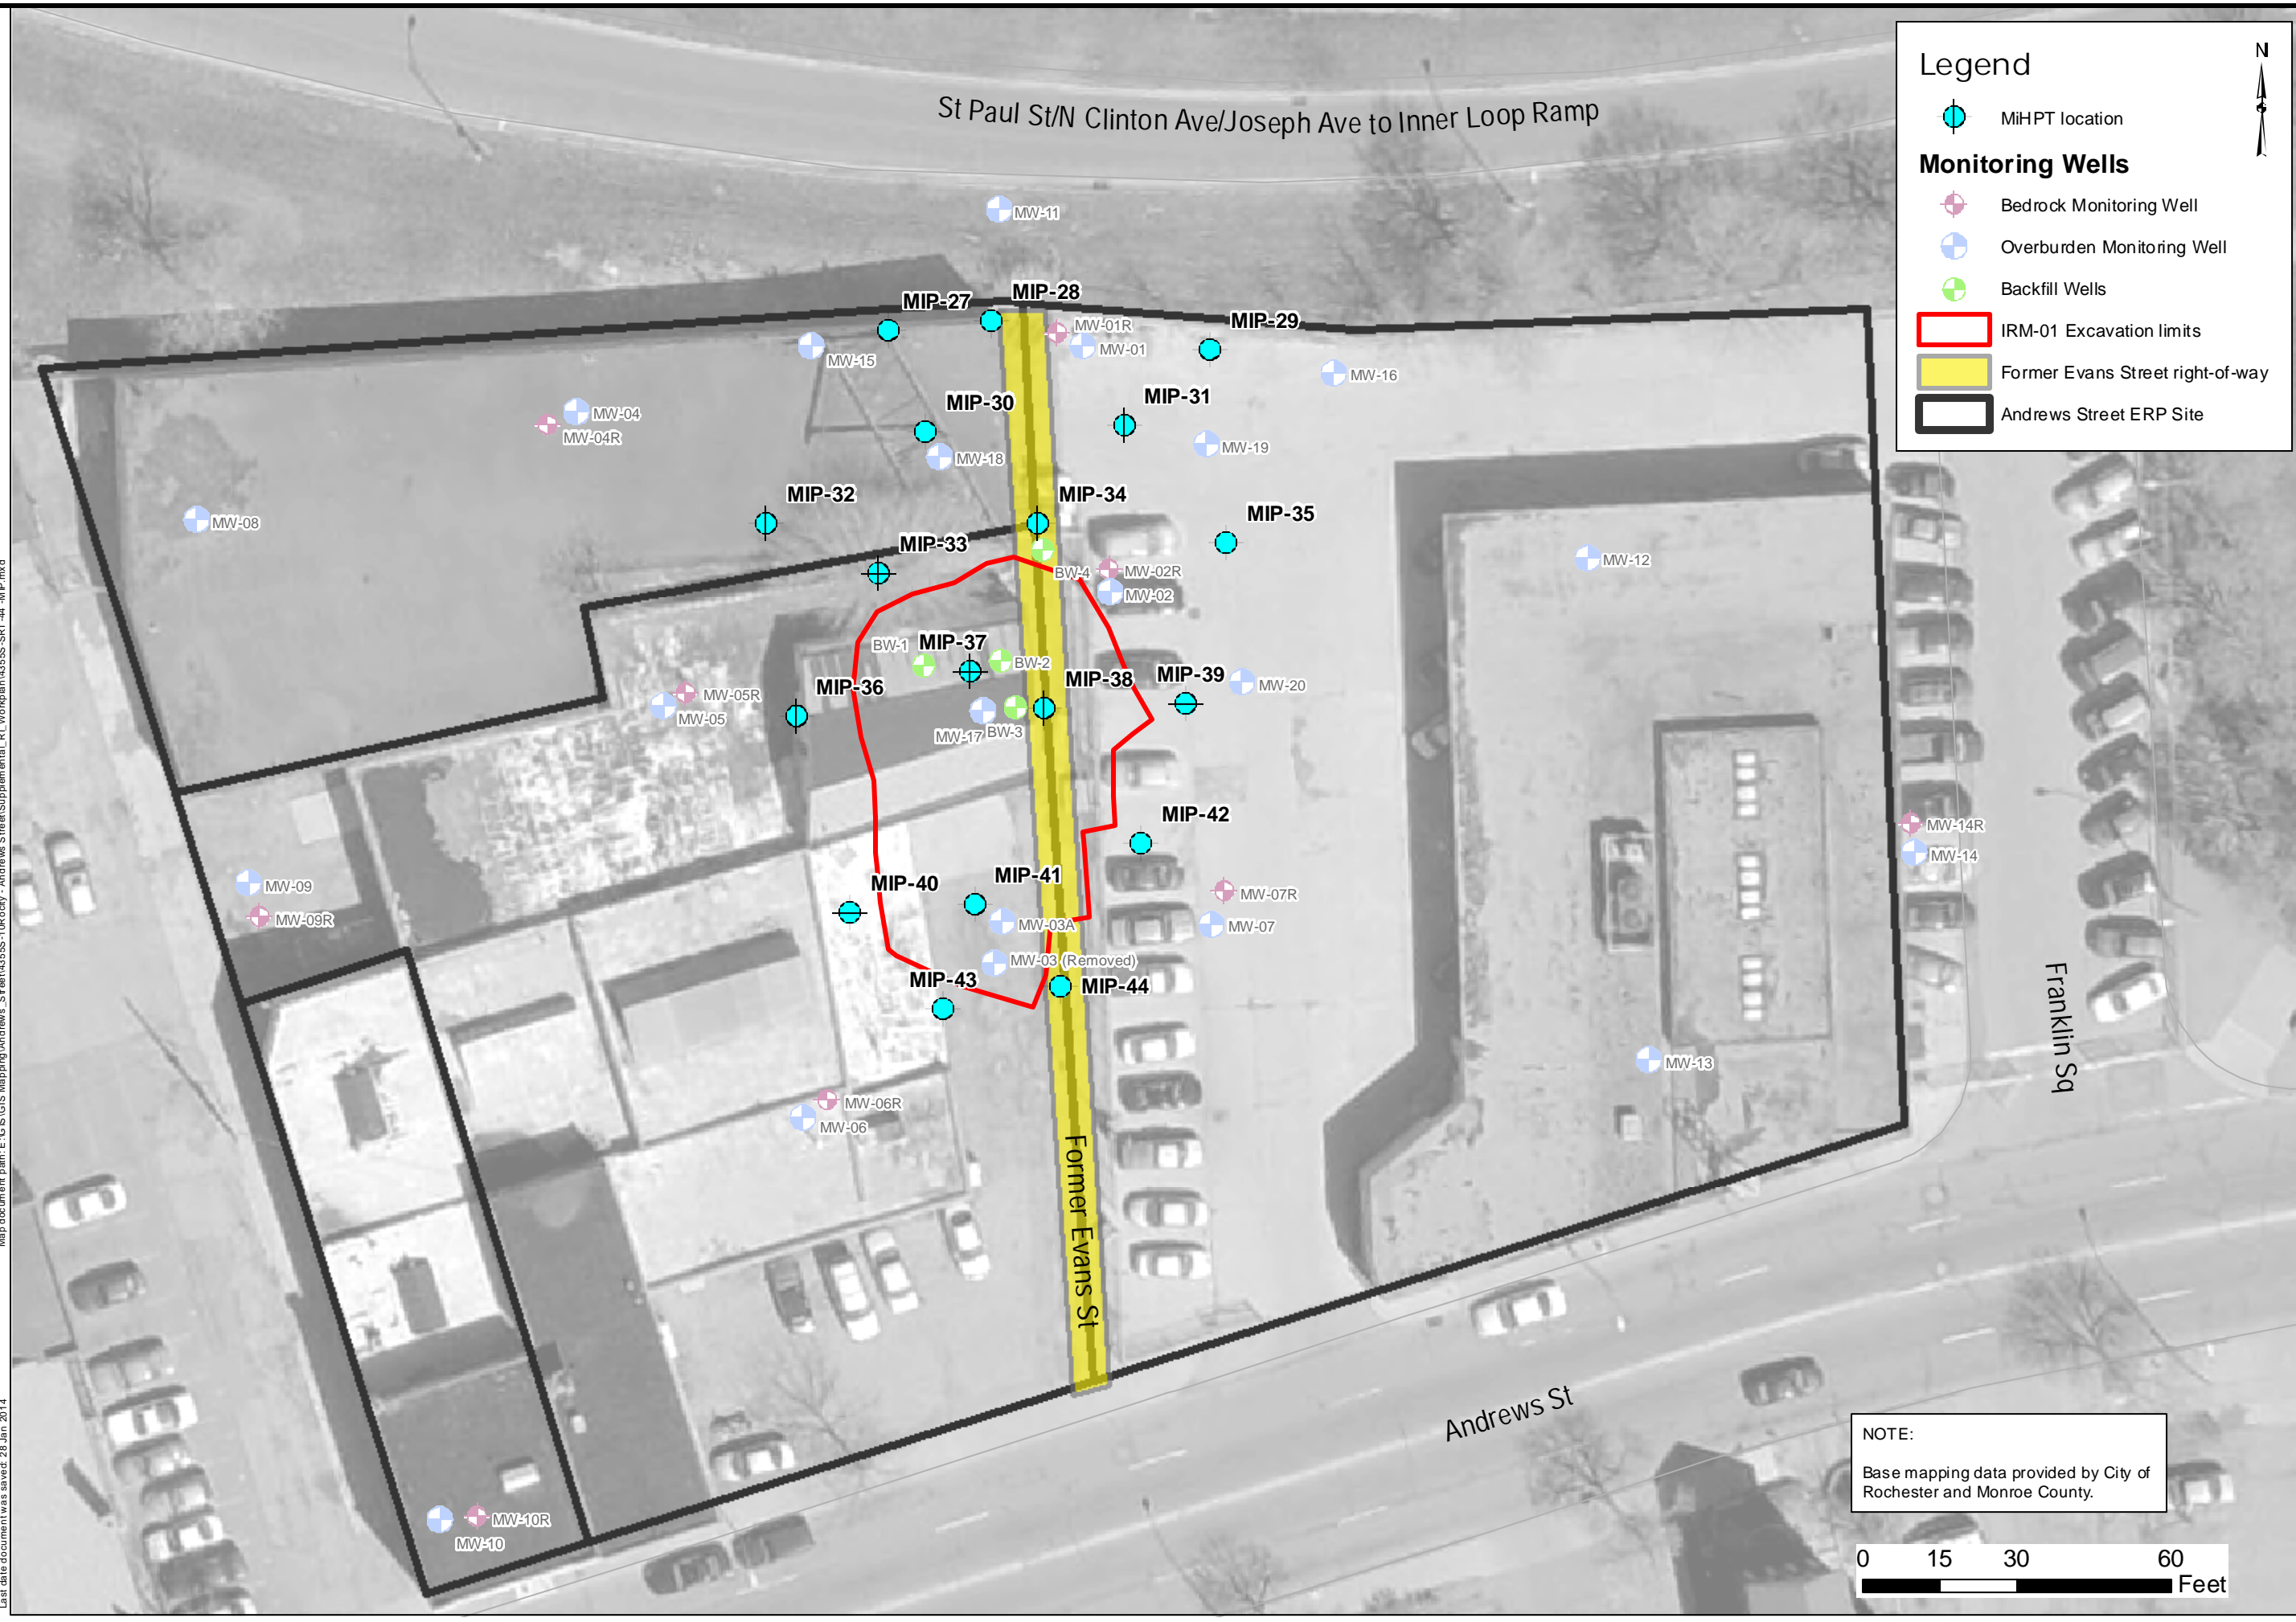 St Paul St/N Clinton Ave/Joseph Ave to Inner Loop Ramp
Legend
N
MiHPT location
Monitoring Wells
Bedrock Monitoring Well
Overburden Monitoring Well
Backfill Wells
IRM-01 Excavation limits
Former Evans Street right-of-way
Andrews Street ERP Site
MW-11
MIP-27
MIP-28
MIP-29
MW-01R
MW-01
MW-15
MW-16
MIP-30
MIP-31
MW-04
MW-04R
MW-18
MW-19
MIP-32
MIP-34
MIP-35
MW-08
MIP-33
BW-4
MW-02R
MW-02
MW-12
BW-1
MIP-37
BW-2
MIP-36
MIP-38
MIP-39
MW-20
MW-05R
MW-05
MW-17
BW-3
MIP-42
MW-14R
MW-14
MIP-40
MIP-41
MW-07R
MW-07
MW-09
MW-09R
MW-03A
MW-03 (Removed)
MIP-43
MIP-44
MW-13
Franklin Sq
MW-06R
MW-06
Former Evans St
Andrews St
MW-10R
MW-10
NOTE:
Base mapping data provided by City of
Rochester and Monroe County.
0 15 30 60
Feet
Last date document was saved: 28 Jan 2014